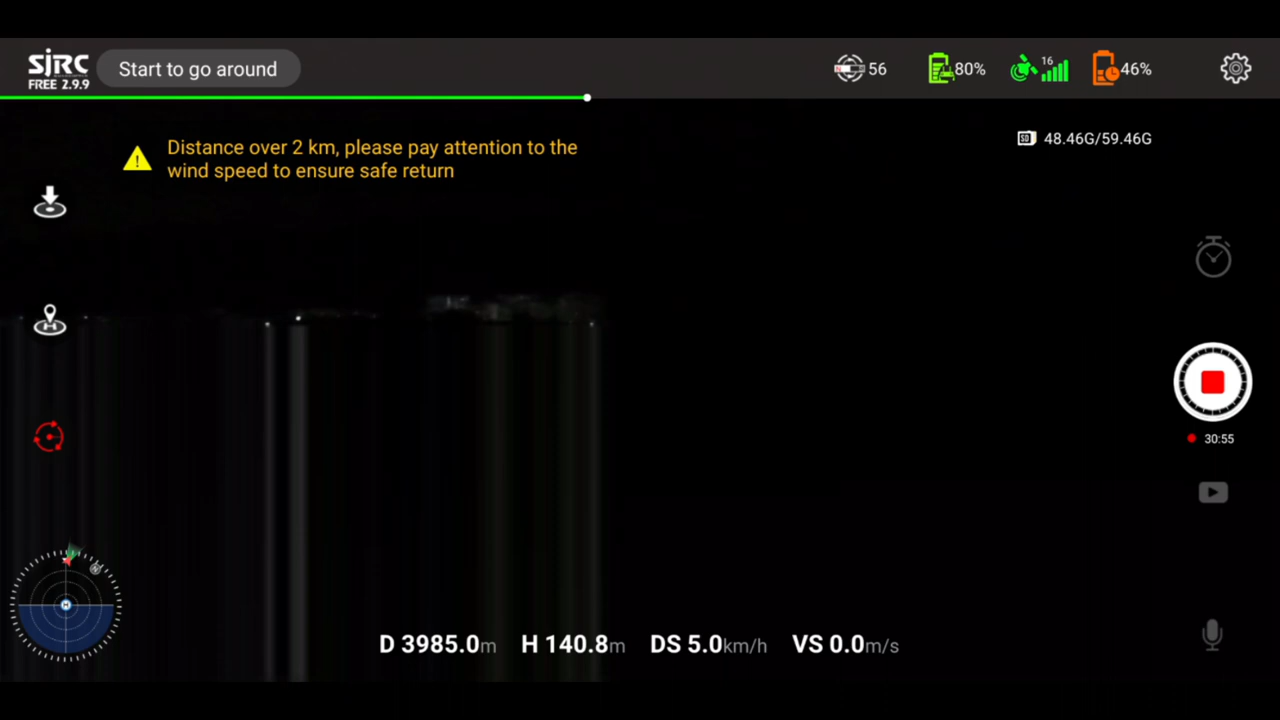 SJRC
FREE 2.9.9
Start to go around
56
80%
16
46%
48.46G/59.46G
Distance over 2 km, please pay attention to the
wind speed to ensure safe return
30:55
D 3985.0m H 140.8m DS 5.0km/h VS 0.0m/s